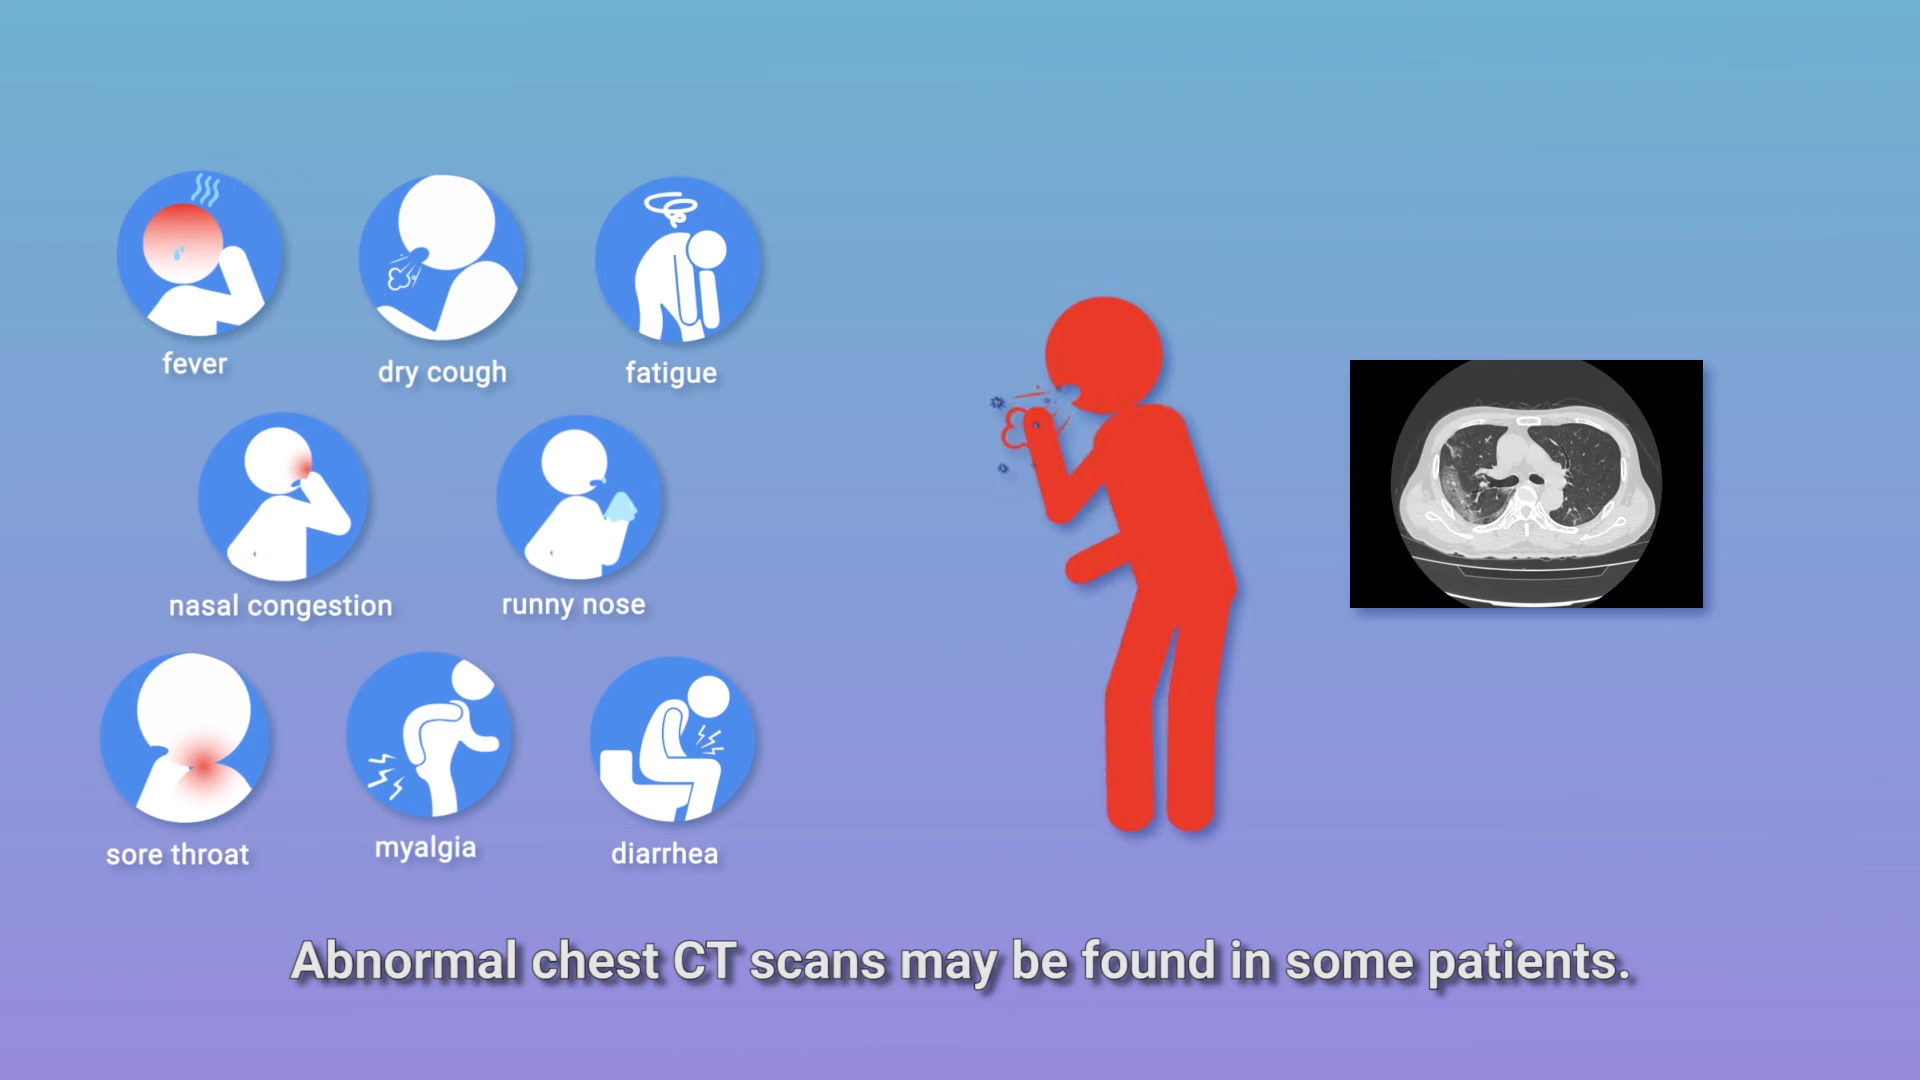 fever
dry cough
fatigue
nasal congestion
runny nose
sore throat
myalgia
diarrhea
Abnormal chest CT scans may be found in some patients.